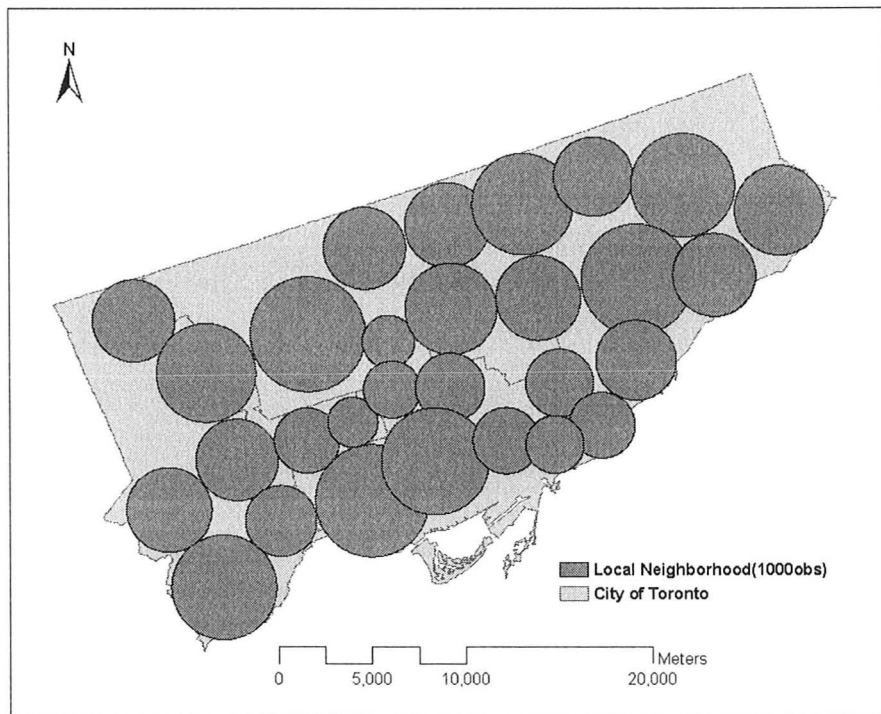 N
Local Neighborhood(1000obs)
City of Toronto
Meters
0 5,000 10,000 20,000